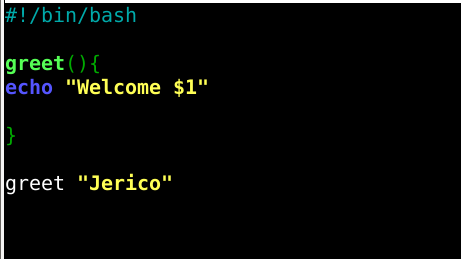 #!/bin/bash
greet(){
echo "Welcome $1"
}
greet "Jerico"